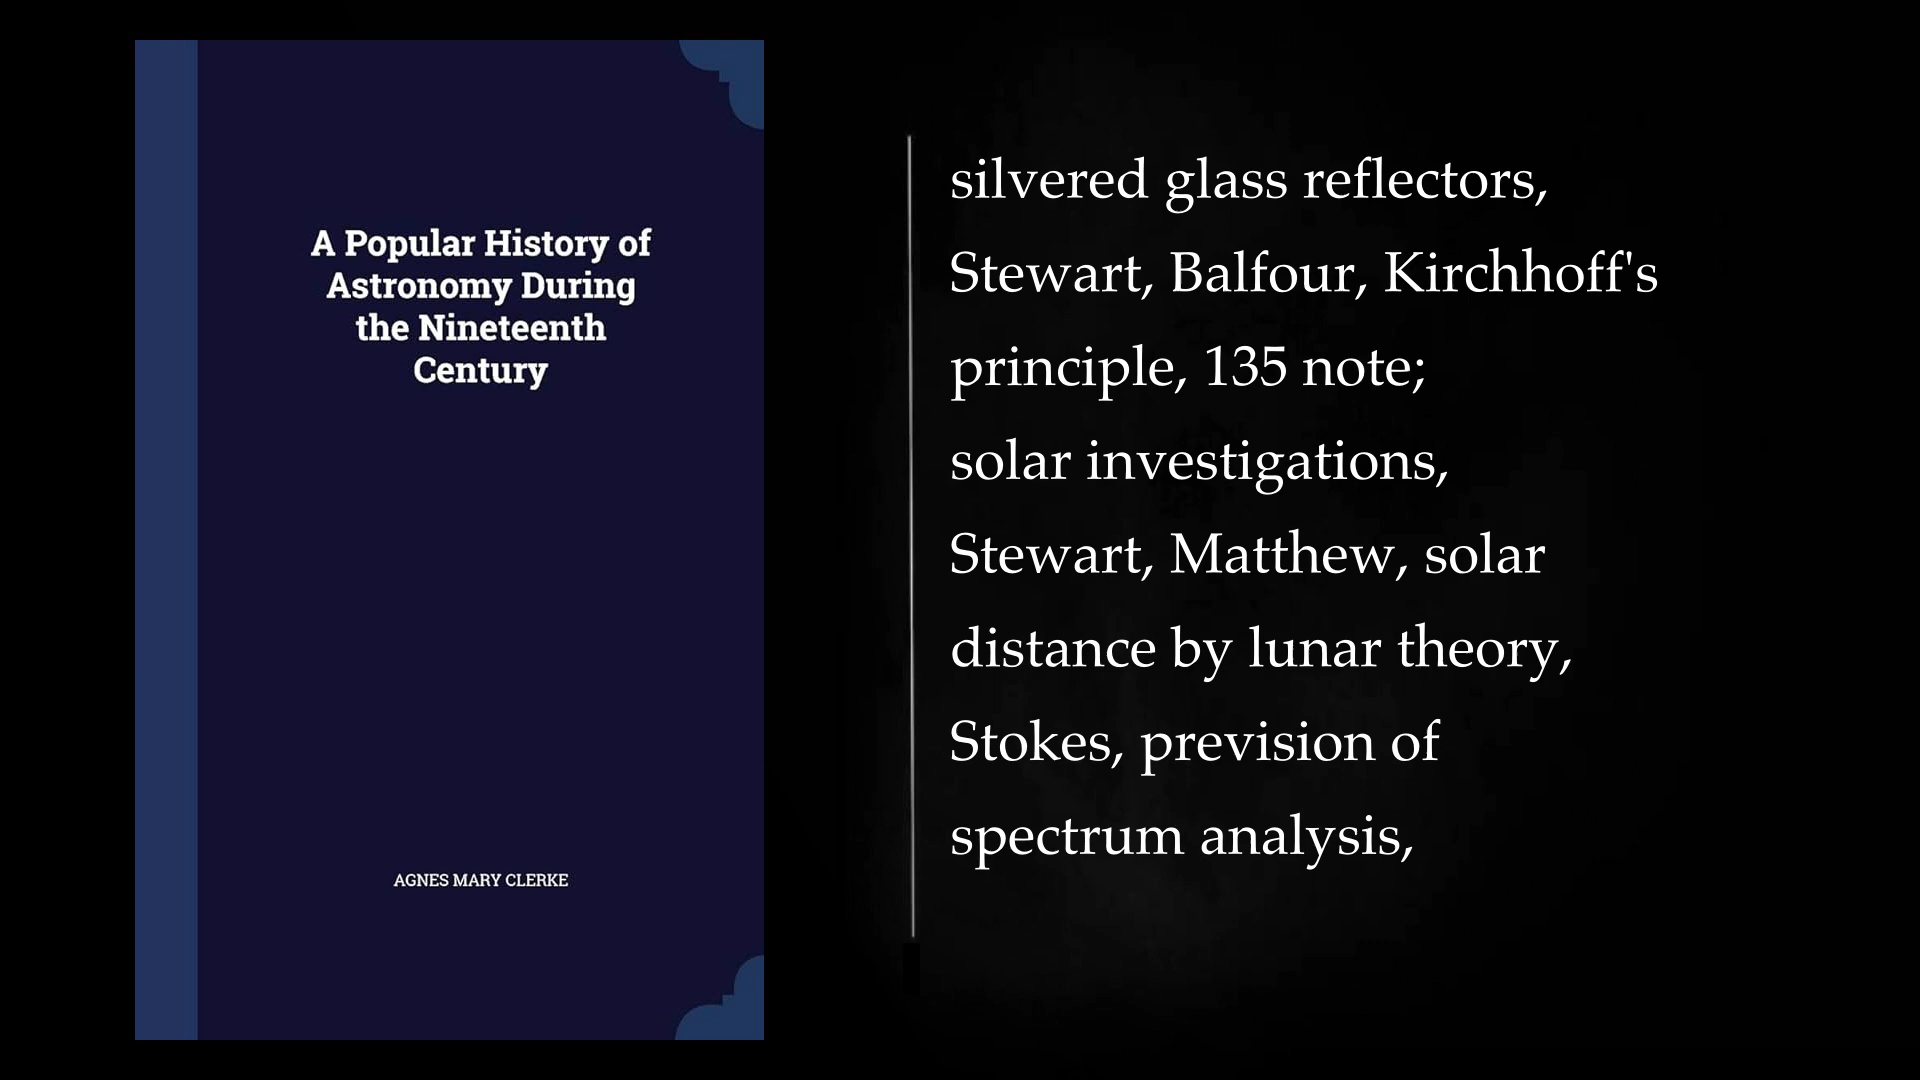 A Popular History of
Astronomy During
the Nineteenth
Century
AGNES MARY CLERKE
silvered glass reflectors,
Stewart, Balfour, Kirchhoff's
principle, 135 note;
solar investigations,
Stewart, Matthew, solar
distance by lunar theory,
Stokes, prevision of
spectrum analysis,